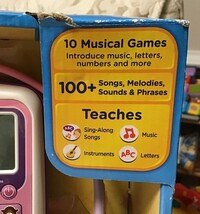 10 Musical Games
Introduce music, letters,
numbers and more
100+ Songs, Melodies,
Sounds & Phrases
Teaches
Sing-Along
Songs
Music
Instruments
ABC
Letters